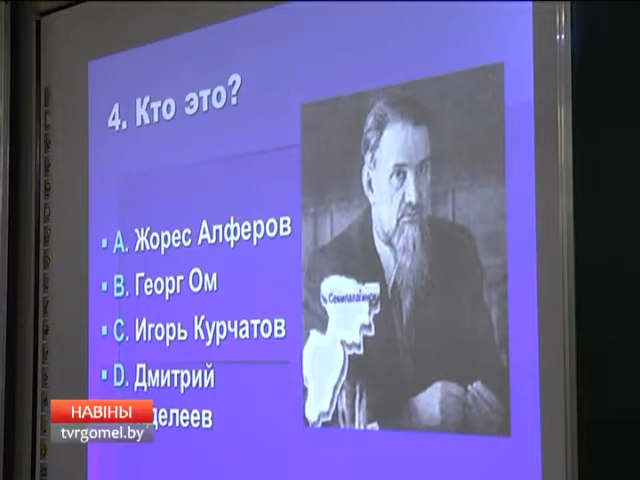 4. Кто это?
А. Жорес Алферов
В. Георг Ом
С. Игорь Курчатов
D. Дмитрий
делеев
Семипалатинск
НАВІНЫ
tvrgomel.by